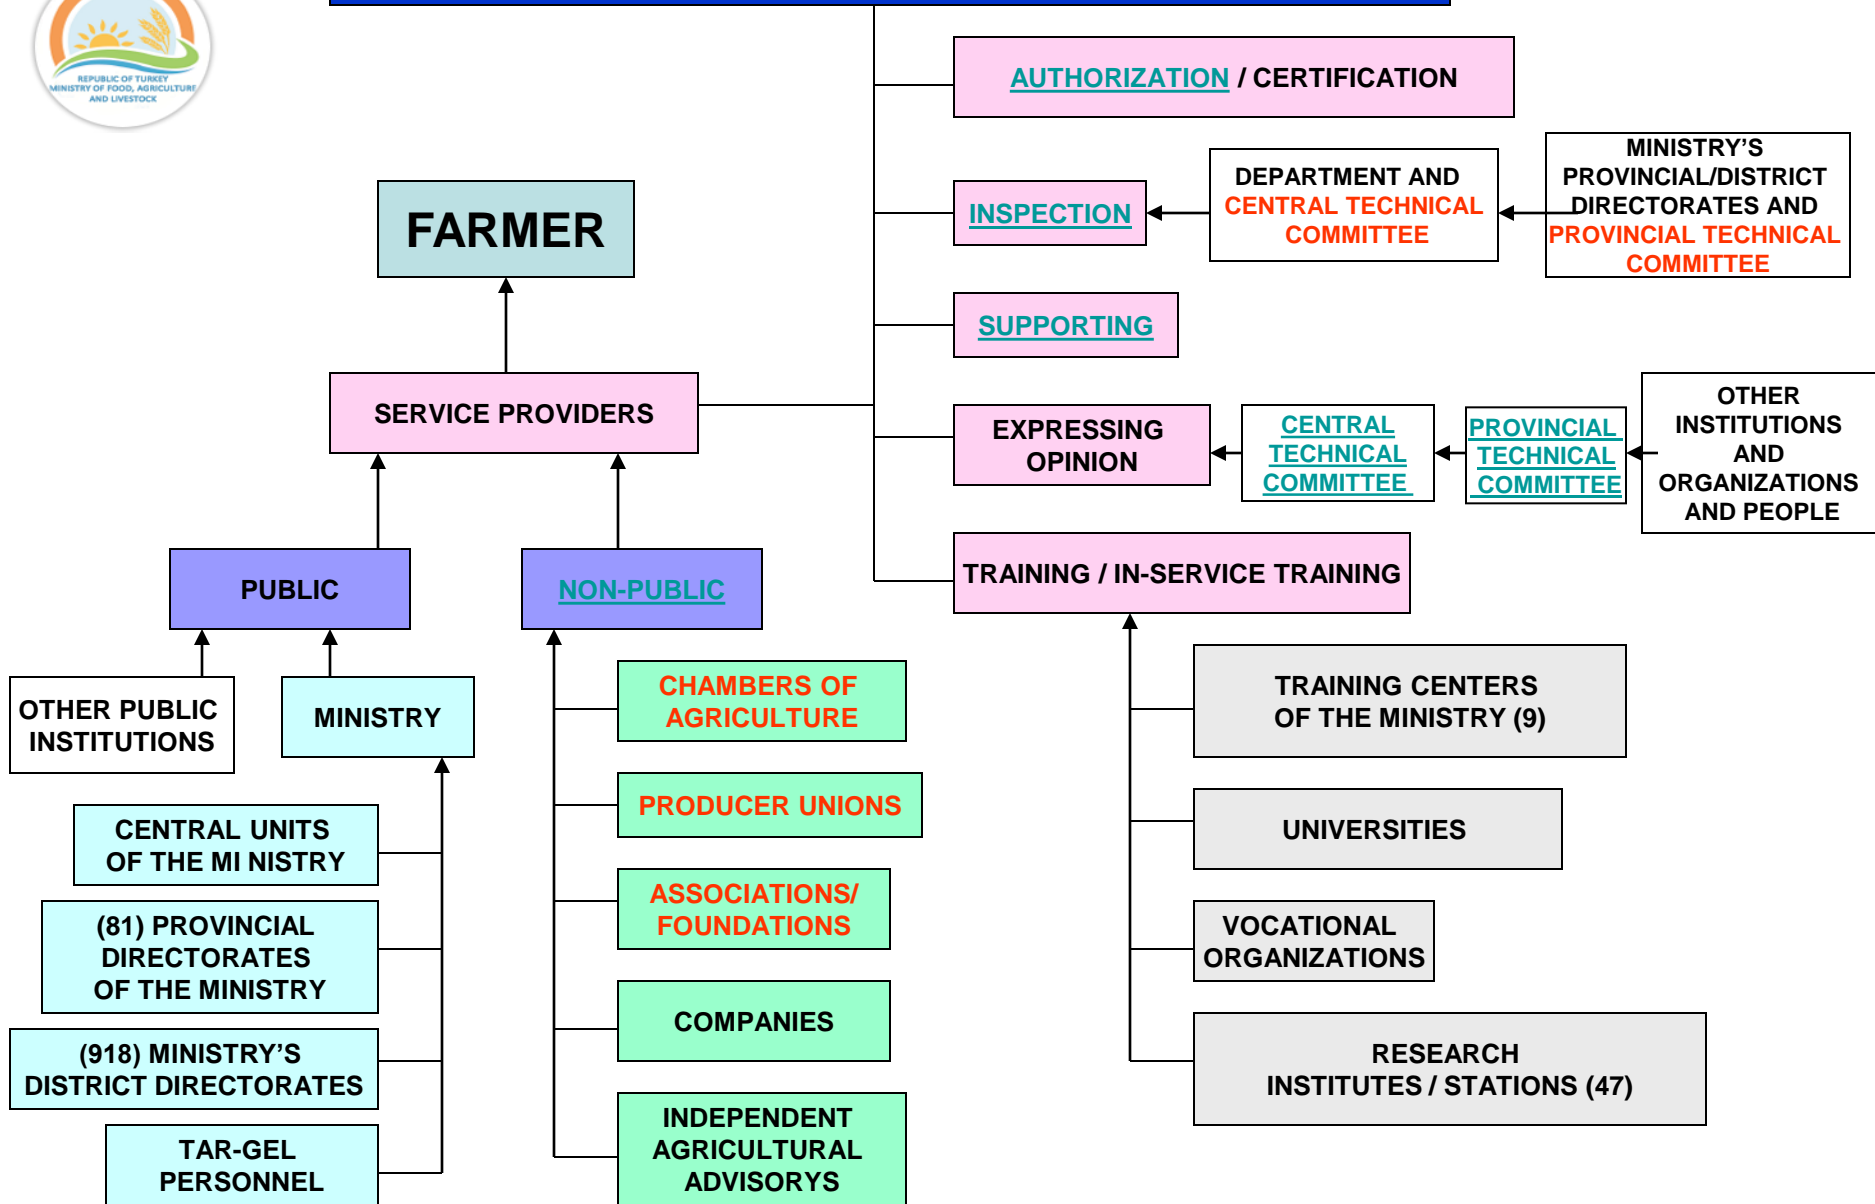 REPUBLIC OF TURKEY
MINISTRY OF FOOD, AGRICULTURE
AND LIVESTOCK
AUTHORIZATION / CERTIFICATION
FARMER
INSPECTION
DEPARTMENT AND
CENTRAL TECHNICAL
COMMITTEE
MINISTRY'S
PROVINCIAL/DISTRICT
DIRECTORATES AND
PROVINCIAL TECHNICAL
COMMITTEE
SUPPORTING
SERVICE PROVIDERS
EXPRESSING
OPINION
CENTRAL
TECHNICAL
COMMITTEE
PROVINCIAL
TECHNICAL
COMMITTEE
OTHER
INSTITUTIONS
AND
ORGANIZATIONS
AND PEOPLE
PUBLIC
NON-PUBLIC
TRAINING / IN-SERVICE TRAINING
OTHER PUBLIC
INSTITUTIONS
MINISTRY
CENTRAL UNITS
OF THE MI NISTRY
(81) PROVINCIAL
DIRECTORATES
OF THE MINISTRY
(918) MINISTRY'S
DISTRICT DIRECTORATES
TAR-GEL
PERSONNEL
CHAMBERS OF
AGRICULTURE
PRODUCER UNIONS
ASSOCIATIONS/
FOUNDATIONS
COMPANIES
INDEPENDENT
AGRICULTURAL
ADVISORYS
TRAINING CENTERS
OF THE MINISTRY (9)
UNIVERSITIES
VOCATIONAL
ORGANIZATIONS
RESEARCH
INSTITUTES / STATIONS (47)